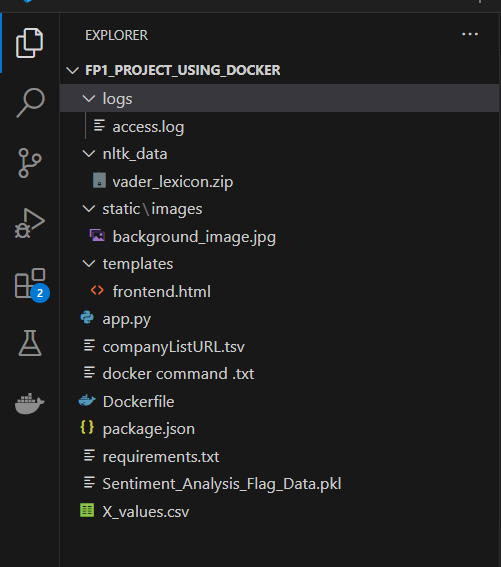 EXPLORER
FP1_PROJECT_USING_DOCKER
logs
access.log
nltk_data
vader_lexicon.zip
static\images
background_image.jpg
templates
frontend.html
app.py
companyListURL.tsv
docker command .txt
Dockerfile
package.json
requirements.txt
Sentiment_Analysis_Flag_Data.pkl
X_values.csv
2